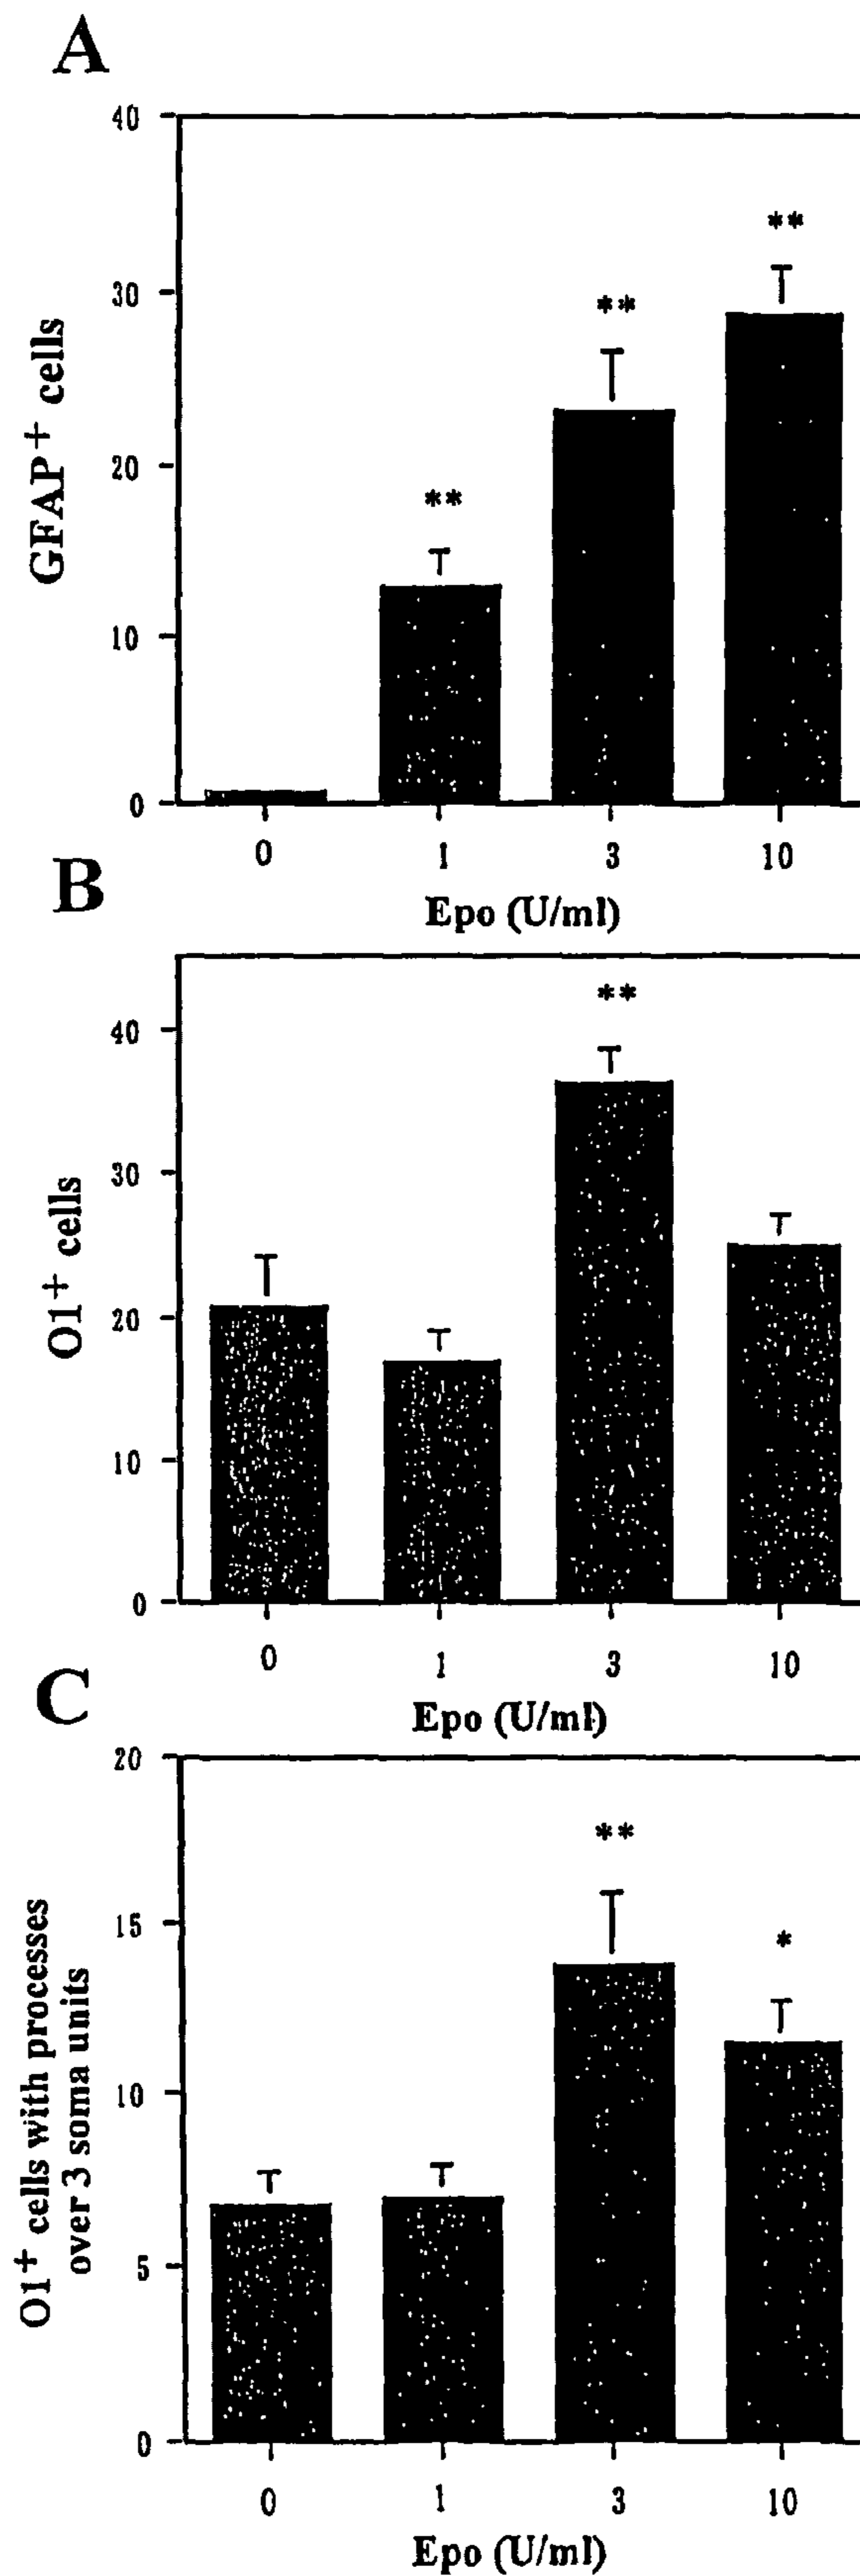 A
40
30
20
10
0
GFAP+ cells
**
**
**
0 1 3 10
Epo (U/ml)
B
40
30
20
10
0
O1+ cells
**
0 1 3 10
Epo (U/ml)
C
20
15
10
5
0
O1+ cells with processes
over 3 soma units
**
*
0 1 3 10
Epo (U/ml)